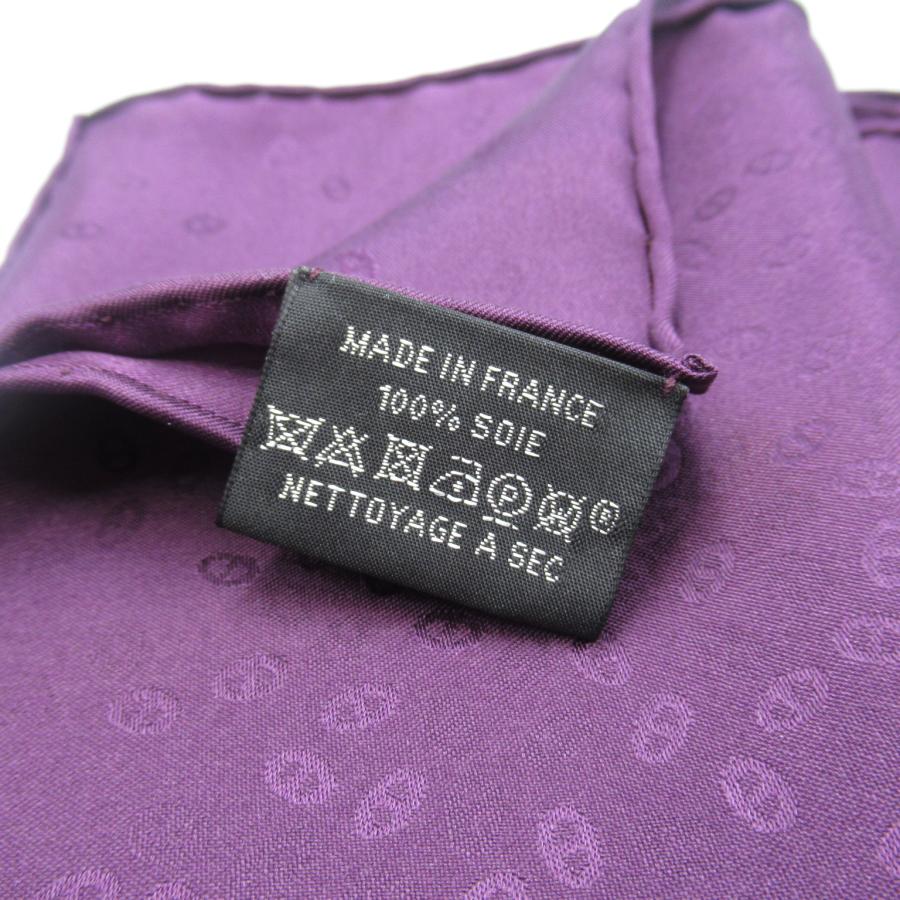 MADE IN FRANCE
100% SOIE
P W ®
NETTOYAGE A SEC